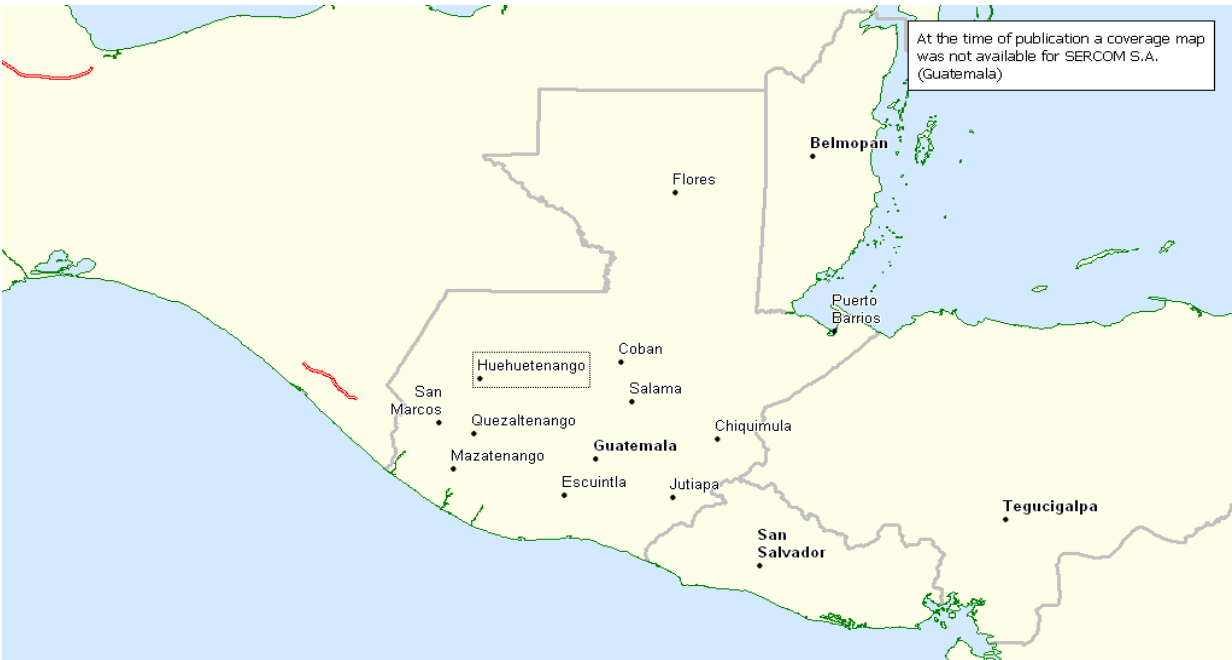 At the time of publication a coverage map
was not available for SERCOM S.A.
(Guatemala)
Belmopan
Flores
Puerto
Barrios
Coban
Huehuetenango
Salama
San
Marcos
Quezaltenango
Chiquimula
Guatemala
Mazatenango
Escuintla
Jutiapa
Tegucigalpa
San
Salvador